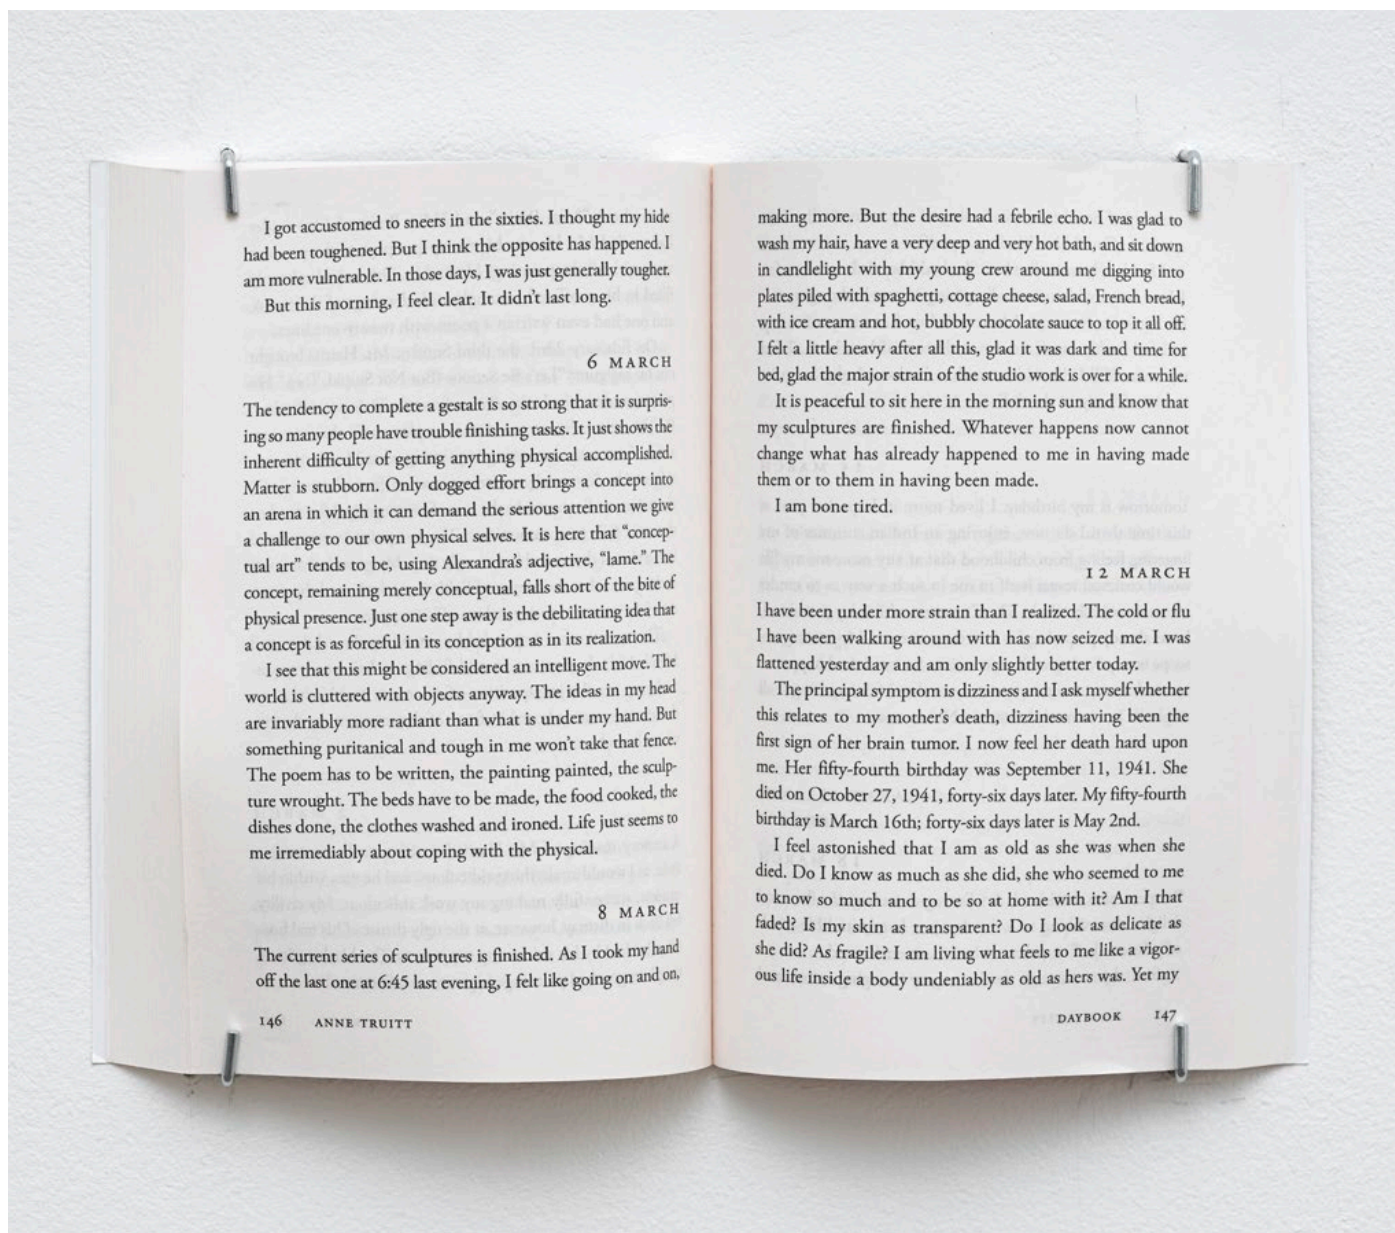 I got accustomed to sneers in the sixties. I thought my hide
had been toughened. But I think the opposite has happened. I
am more vulnerable. In those days, I was just generally tougher.
But this morning, I feel clear. It didn't last long.
6 MARCH
The tendency to complete a gestalt is so strong that it is surpris-
ing so many people have trouble finishing tasks. It just shows the
inherent difficulty of getting anything physical accomplished.
Matter is stubborn. Only dogged effort brings a concept into
an arena in which it can demand the serious attention we give
a challenge to our own physical selves. It is here that “concep-
tual art” tends to be, using Alexandra's adjective, “lame.” The
concept, remaining merely conceptual, falls short of the bite of
physical presence. Just one step away is the debilitating idea that
a concept is as forceful in its conception as in its realization.
I see that this might be considered an intelligent move. The
world is cluttered with objects anyway. The ideas in my head
are invariably more radiant than what is under my hand. But
something puritanical and tough in me won't take that fence.
The poem has to be written, the painting painted, the sculp-
ture wrought. The beds have to be made, the food cooked, the
dishes done, the clothes washed and ironed. Life just seems to
me irremediably about coping with the physical.
8 MARCH
The current series of sculptures is finished. As I took my hand
off the last one at 6:45 last evening, I felt like going on and on,
146 ANNE TRUITT
making more. But the desire had a febrile echo. I was glad to
wash my hair, have a very deep and very hot bath, and sit down
in candlelight with my young crew around me digging into
plates piled with spaghetti, cottage cheese, salad, French bread,
with ice cream and hot, bubbly chocolate sauce to top it all off.
I felt a little heavy after all this, glad it was dark and time for
bed, glad the major strain of the studio work is over for a while.
It is peaceful to sit here in the morning sun and know that
my sculptures are finished. Whatever happens now cannot
change what has already happened to me in having made
them or to them in having been made.
I am bone tired.
12 MARCH
I have been under more strain than I realized. The cold or flu
I have been walking around with has now seized me. I was
flattened yesterday and am only slightly better today.
The principal symptom is dizziness and I ask myself whether
this relates to my mother's death, dizziness having been the
first sign of her brain tumor. I now feel her death hard upon
me. Her fifty-fourth birthday was September 11, 1941. She
died on October 27, 1941, forty-six days later. My fifty-fourth
birthday is March 16th; forty-six days later is May 2nd.
I feel astonished that I am as old as she was when she
died. Do I know as much as she did, she who seemed to me
to know so much and to be so at home with it? Am I that
faded? Is my skin as transparent? Do I look as delicate as
she did? As fragile? I am living what feels to me like a vigor-
ous life inside a body undeniably as old as hers was. Yet my
DAYBOOK 147